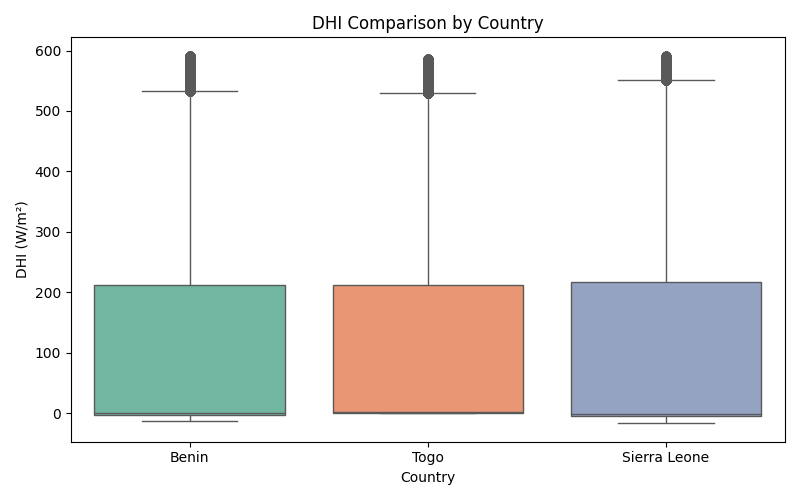 DHI Comparison by Country
DHI (W/m²)
600
500
400
300
200
100
0
Benin
Togo
Sierra Leone
Country